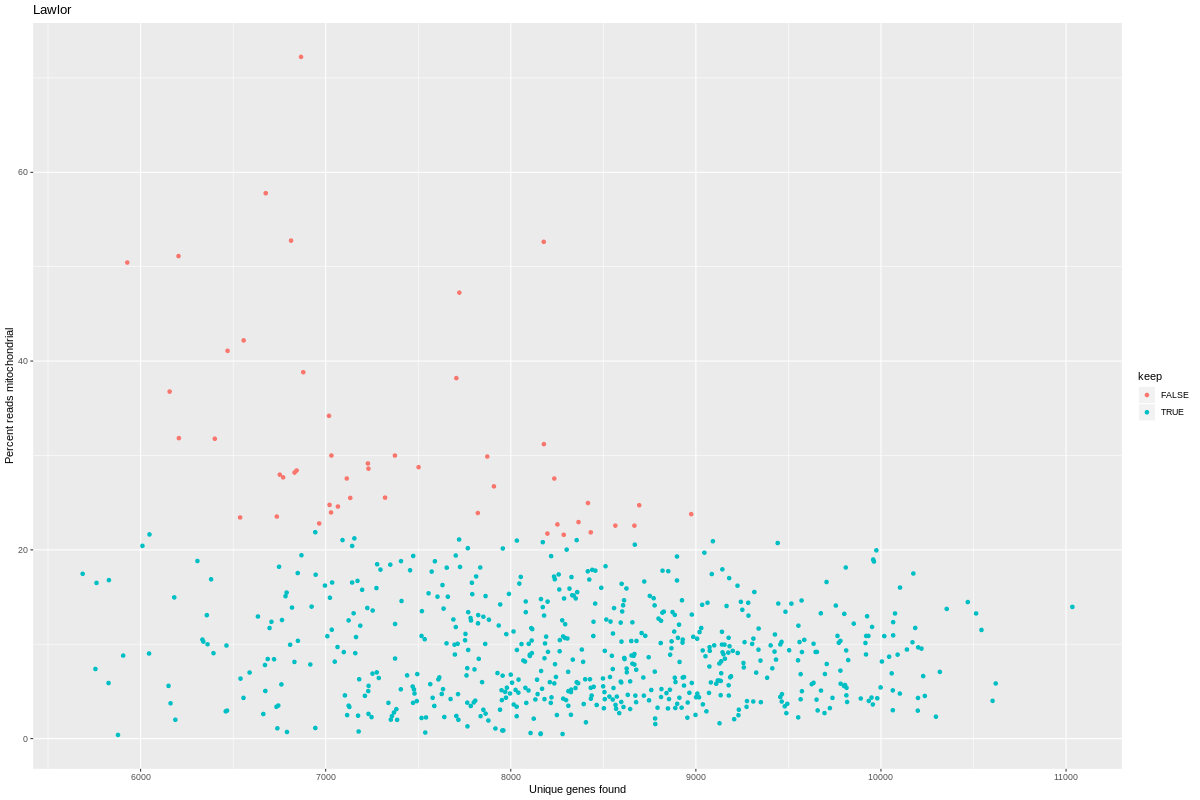 Lawlor
Percent reads mitochondrial
60
40
20
0
6000
7000
8000
9000
10000
11000
Unique genes found
keep
FALSE
TRUE